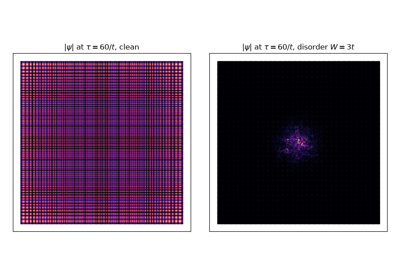 |ψ| at τ = 60/t, clean
|ψ| at τ = 60/t, disorder W = 3t